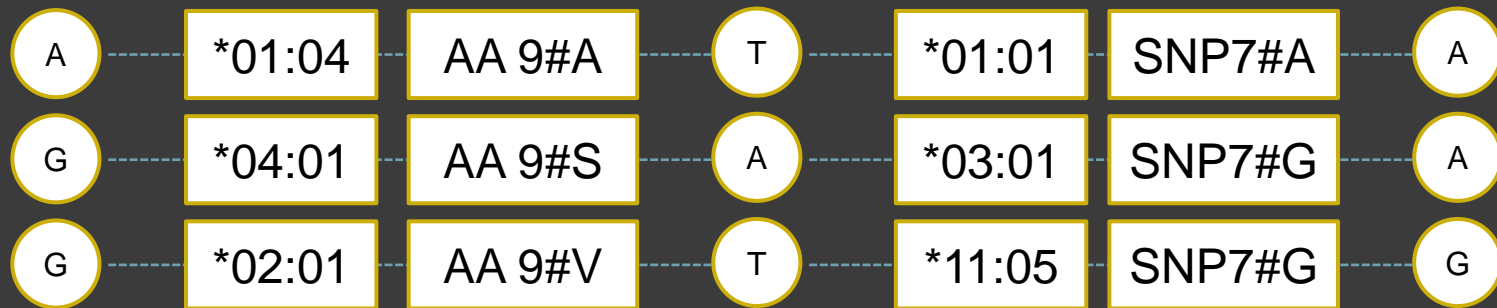 A *01:04 AA 9#A T *01:01 SNP7#A A
G *04:01 AA 9#S A *03:01 SNP7#G A
G *02:01 AA 9#V T *11:05 SNP7#G G